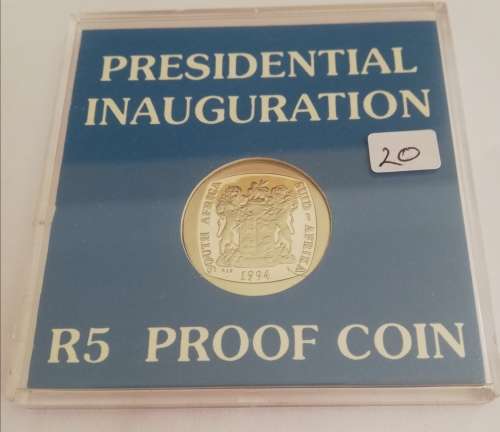 PRESIDENTIAL
INAUGURATION
20
SOUTH AFRICA
SUID-AFRIKA
1994
R5 PROOF COIN